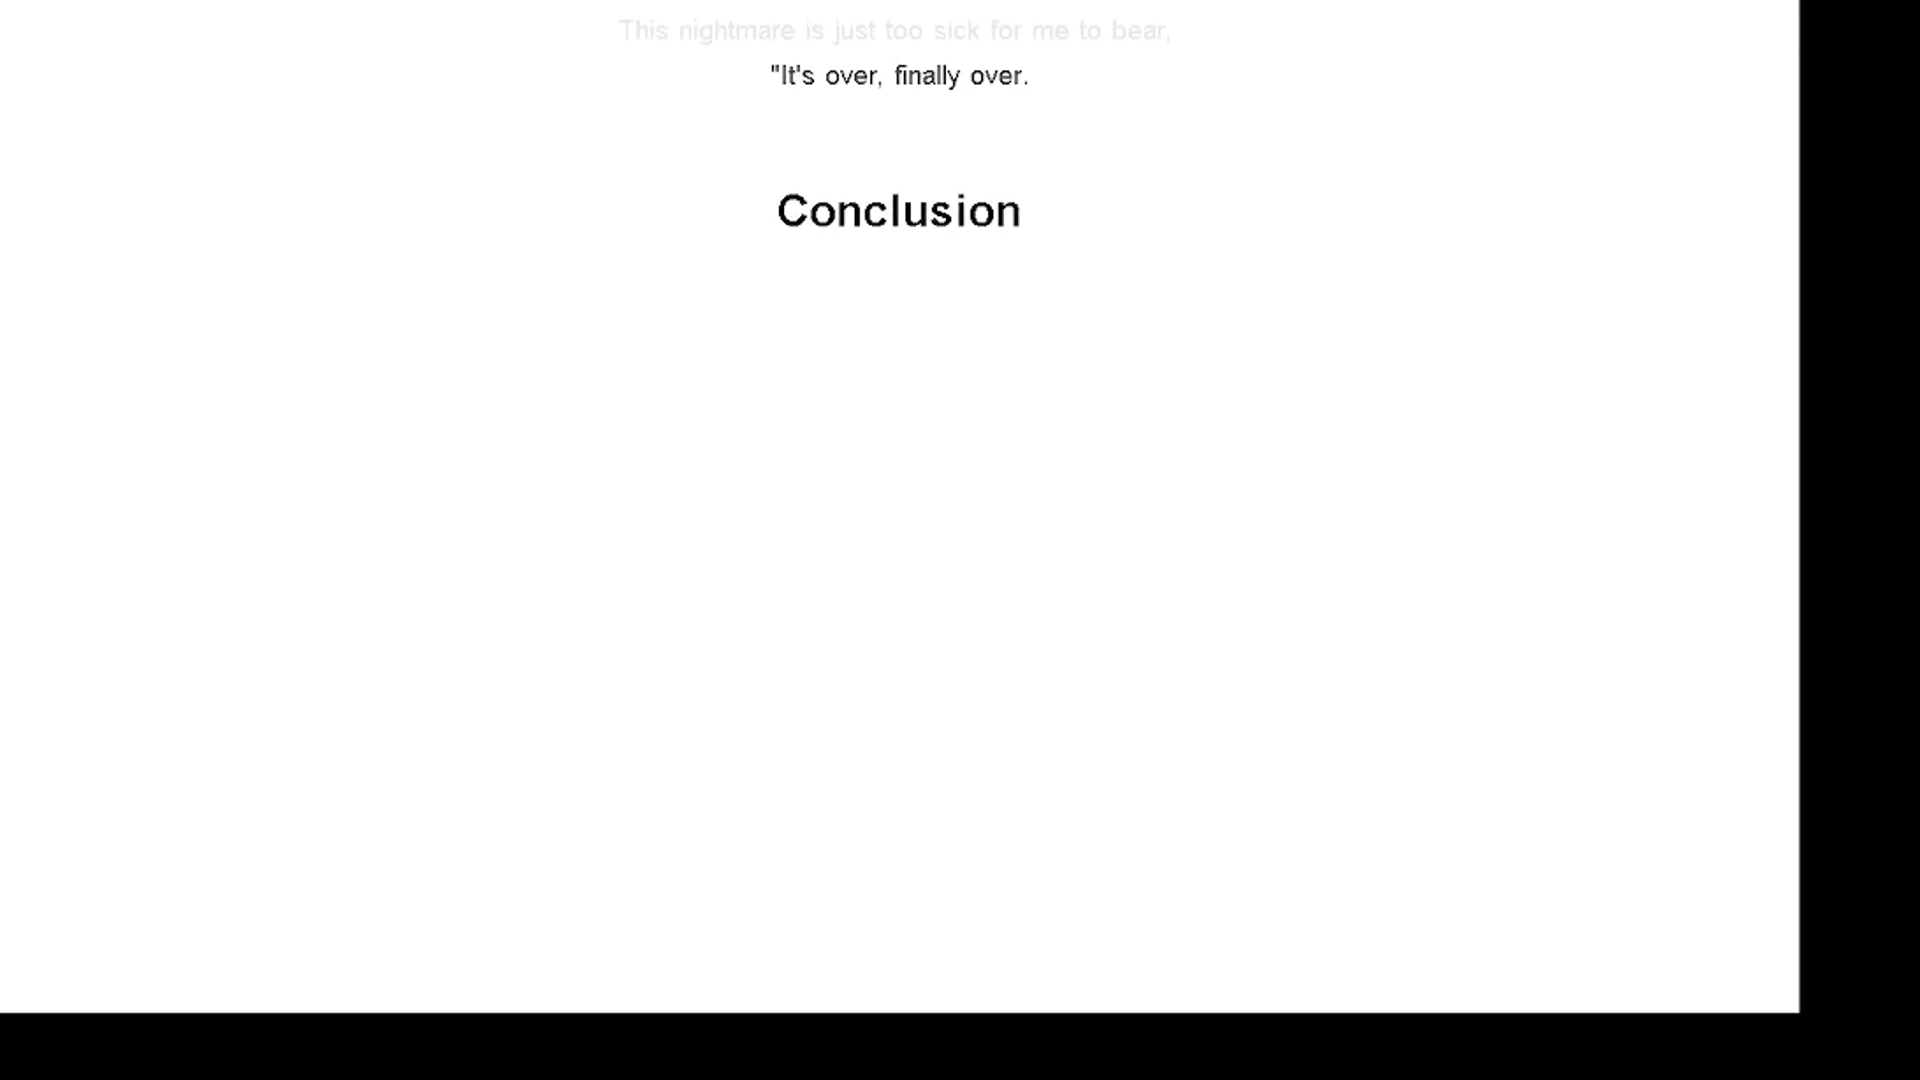 This nightmare is just too sick for me to bear,
"It's over, finally over.
Conclusion